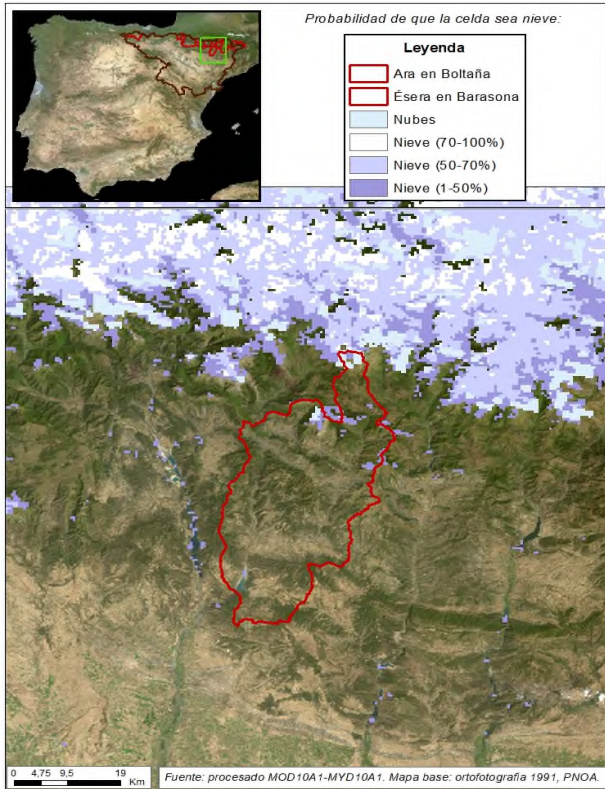 Probabilidad de que la celda sea nieve:
Leyenda
Ara en Boltaña
Ésera en Barasona
Nubes
Nieve (70-100%)
Nieve (50-70%)
Nieve (1-50%)
0 4,75 9,5 19
Km
Fuente: procesado MOD10A1-MYD10A1. Mapa base: ortofotografía 1991, PNOA.